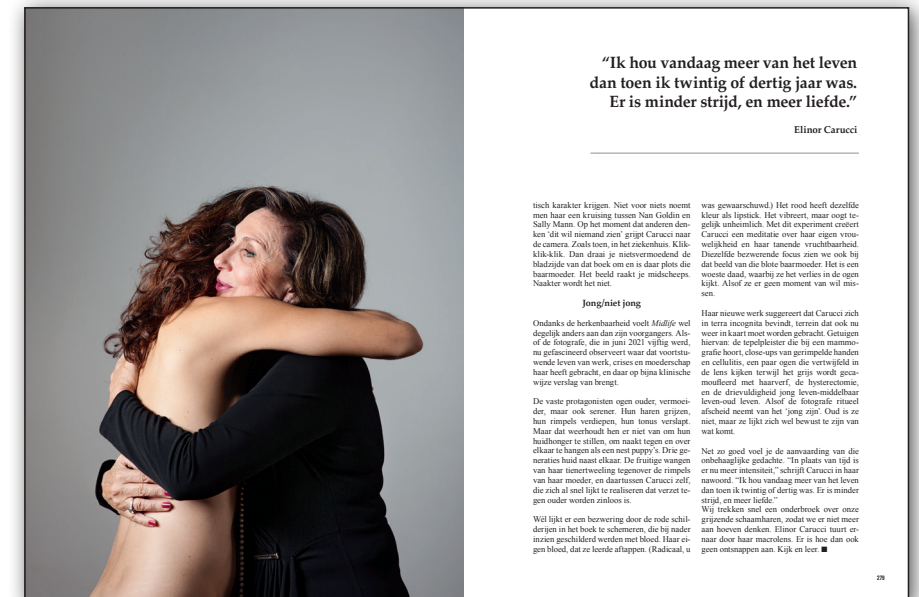 “Ik hou vandaag meer van het leven
dan toen ik twintig of dertig jaar was.
Er is minder strijd, en meer liefde.”
Elinor Carucci
tisch karakter krijgen. Niet voor niets noemt
men haar een kruising tussen Nan Goldin en
Sally Mann. Op het moment dat anderen den-
ken ‘dit wil niemand zien’ grijpt Carucci naar
de camera. Zoals toen, in het ziekenhuis. Klik-
klik-klik. Dan draai je nietsvermoedend de
bladzijde van dat boek om en is daar plots die
baarmoeder. Het beeld raakt je midscheeps.
Naakter wordt het niet.
Jong/niet jong
Ondanks de herkenbaarheid voelt Midlife wel
degelijk anders aan dan zijn voorgangers. Als-
of de fotografe, die in juni 2021 vijftig werd,
nu gefascineerd observeert waar dat voortstu-
wende leven van werk, crises en moederschap
haar heeft gebracht, en daar op bijna klinische
wijze verslag van brengt.
De vaste protagonisten ogen ouder, vermoei-
der, maar ook serener. Hun haren grijzen,
hun rimpels verdiepen, hun tonus verslapt.
Maar dat weerhoudt hen er niet van om hun
huidhonger te stillen, om naakt tegen en over
elkaar te hangen als een nest puppy’s. Drie ge-
neraties huid naast elkaar. De fruitige wangen
van haar tienertweeling tegenover de rimpels
van haar moeder, en daartussen Carucci zelf,
die zich al snel lijkt te realiseren dat verzet te-
gen ouder worden zinloos is.
Wél lijkt er een bezwering door de rode schil-
derijen in het boek te schemeren, die bij nader
inzien geschilderd werden met bloed. Haar ei-
gen bloed, dat ze leerde aftappen. (Radicaal, u
was gewaarschuwd.) Het rood heeft dezelfde
kleur als lipstick. Het vibreert, maar oogt te-
gelijk unheimlich. Met dit experiment creëert
Carucci een meditatie over haar eigen vrou-
welijkheid en haar tanende vruchtbaarheid.
Diezelfde bezwerende focus zien we ook bij
dat beeld van die blote baarmoeder. Het is een
woeste daad, waarbij ze het verlies in de ogen
kijkt. Alsof ze er geen moment van wil mis-
sen.
Haar nieuwe werk suggereert dat Carucci zich
in terra incognita bevindt, terrein dat ook nu
weer in kaart moet worden gebracht. Getuigen
hiervan: de tepelpleister die bij een mammo-
grafie hoort, close-ups van gerimpelde handen
en cellulitis, een paar ogen die vertwijfeld in
de lens kijken terwijl het grijs wordt geca-
moufleerd met haarverf, de hysterectomie,
en de drievuldigheid jong leven-middelbaar
leven-oud leven. Alsof de fotografe ritueel
afscheid neemt van het ‘jong zijn’. Oud is ze
niet, maar ze lijkt zich wel bewust te zijn van
wat komt.
Net zo goed voel je de aanvaarding van die
onbehaaglijke gedachte. “In plaats van tijd is
er nu meer intensiteit,” schrijft Carucci in haar
nawoord. “Ik hou vandaag meer van het leven
dan toen ik twintig of dertig was. Er is minder
strijd, en meer liefde.”
Wij trekken snel een onderbroek over onze
grijzende schaamharen, zodat we er niet meer
aan hoeven denken. Elinor Carucci tuurt er-
naar door haar macrolens. Er is hoe dan ook
geen ontsnappen aan. Kijk en leer. ■
279